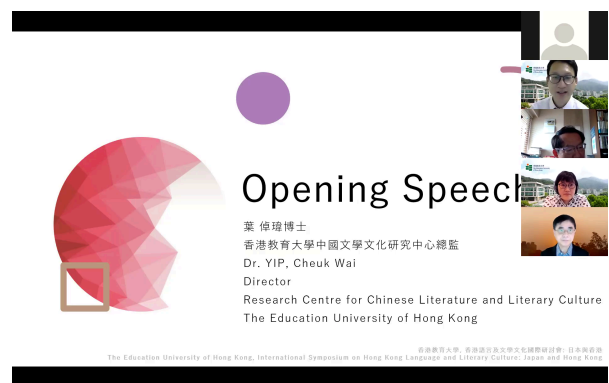 Opening Speech
葉 倬瑋博士
香港教育大學中國文學文化研究中心總監
Dr. YIP, Cheuk Wai
Director
Research Centre for Chinese Literature and Literary Culture
The Education University of Hong Kong
香港教育大學, 香港語言及文學文化國際研討會: 日本與香港
The Education University of Hong Kong, International Symposium on Hong Kong Language and Literary Culture: Japan and Hong Kong